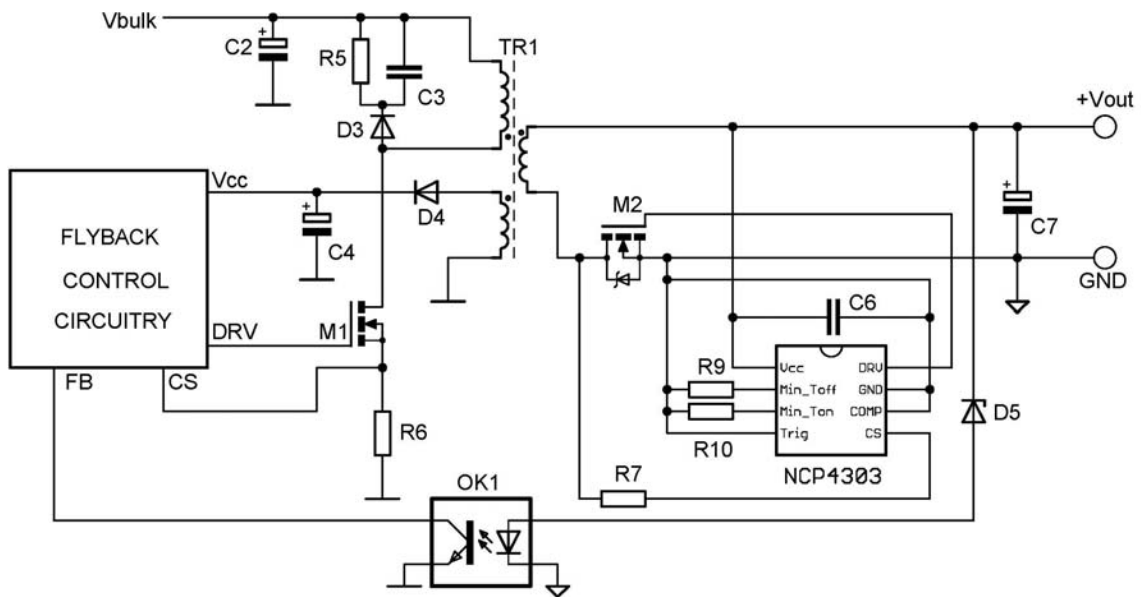 Vbulk
C2
R5
C3
TR1
D3
+Vout
Vcc
D4
C4
M2
C7
GND
FLYBACK
CONTROL
CIRCUITRY
DRV
M1
FB
CS
C6
R9
R10
Vcc
Min_Toff
Min_Ton
Trig
DRV
GND
COMP
CS
NCP4303
D5
R6
R7
OK1
+
+
+